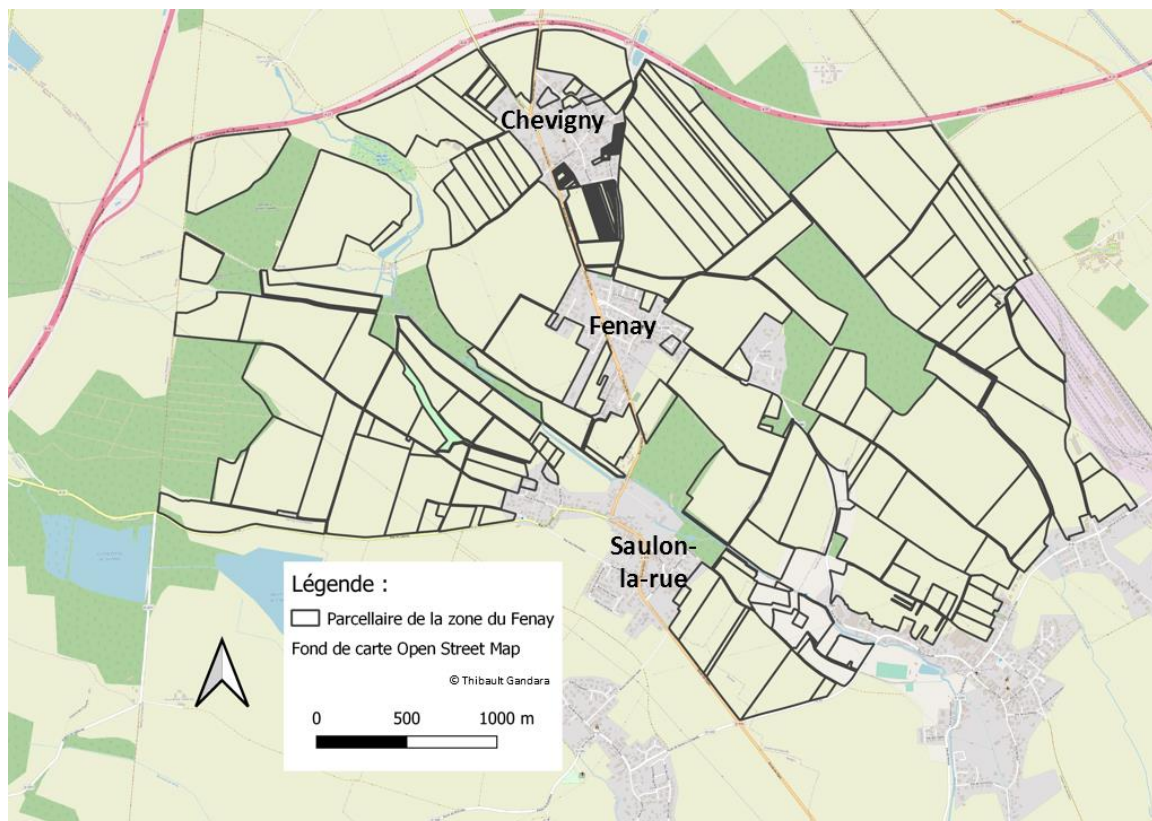 Chevigny
Fenay
Saulon-
la-rue
Légende :
Parcellaire de la zone du Fenay
Fond de carte Open Street Map
© Thibault Gandara
0 500 1000 m